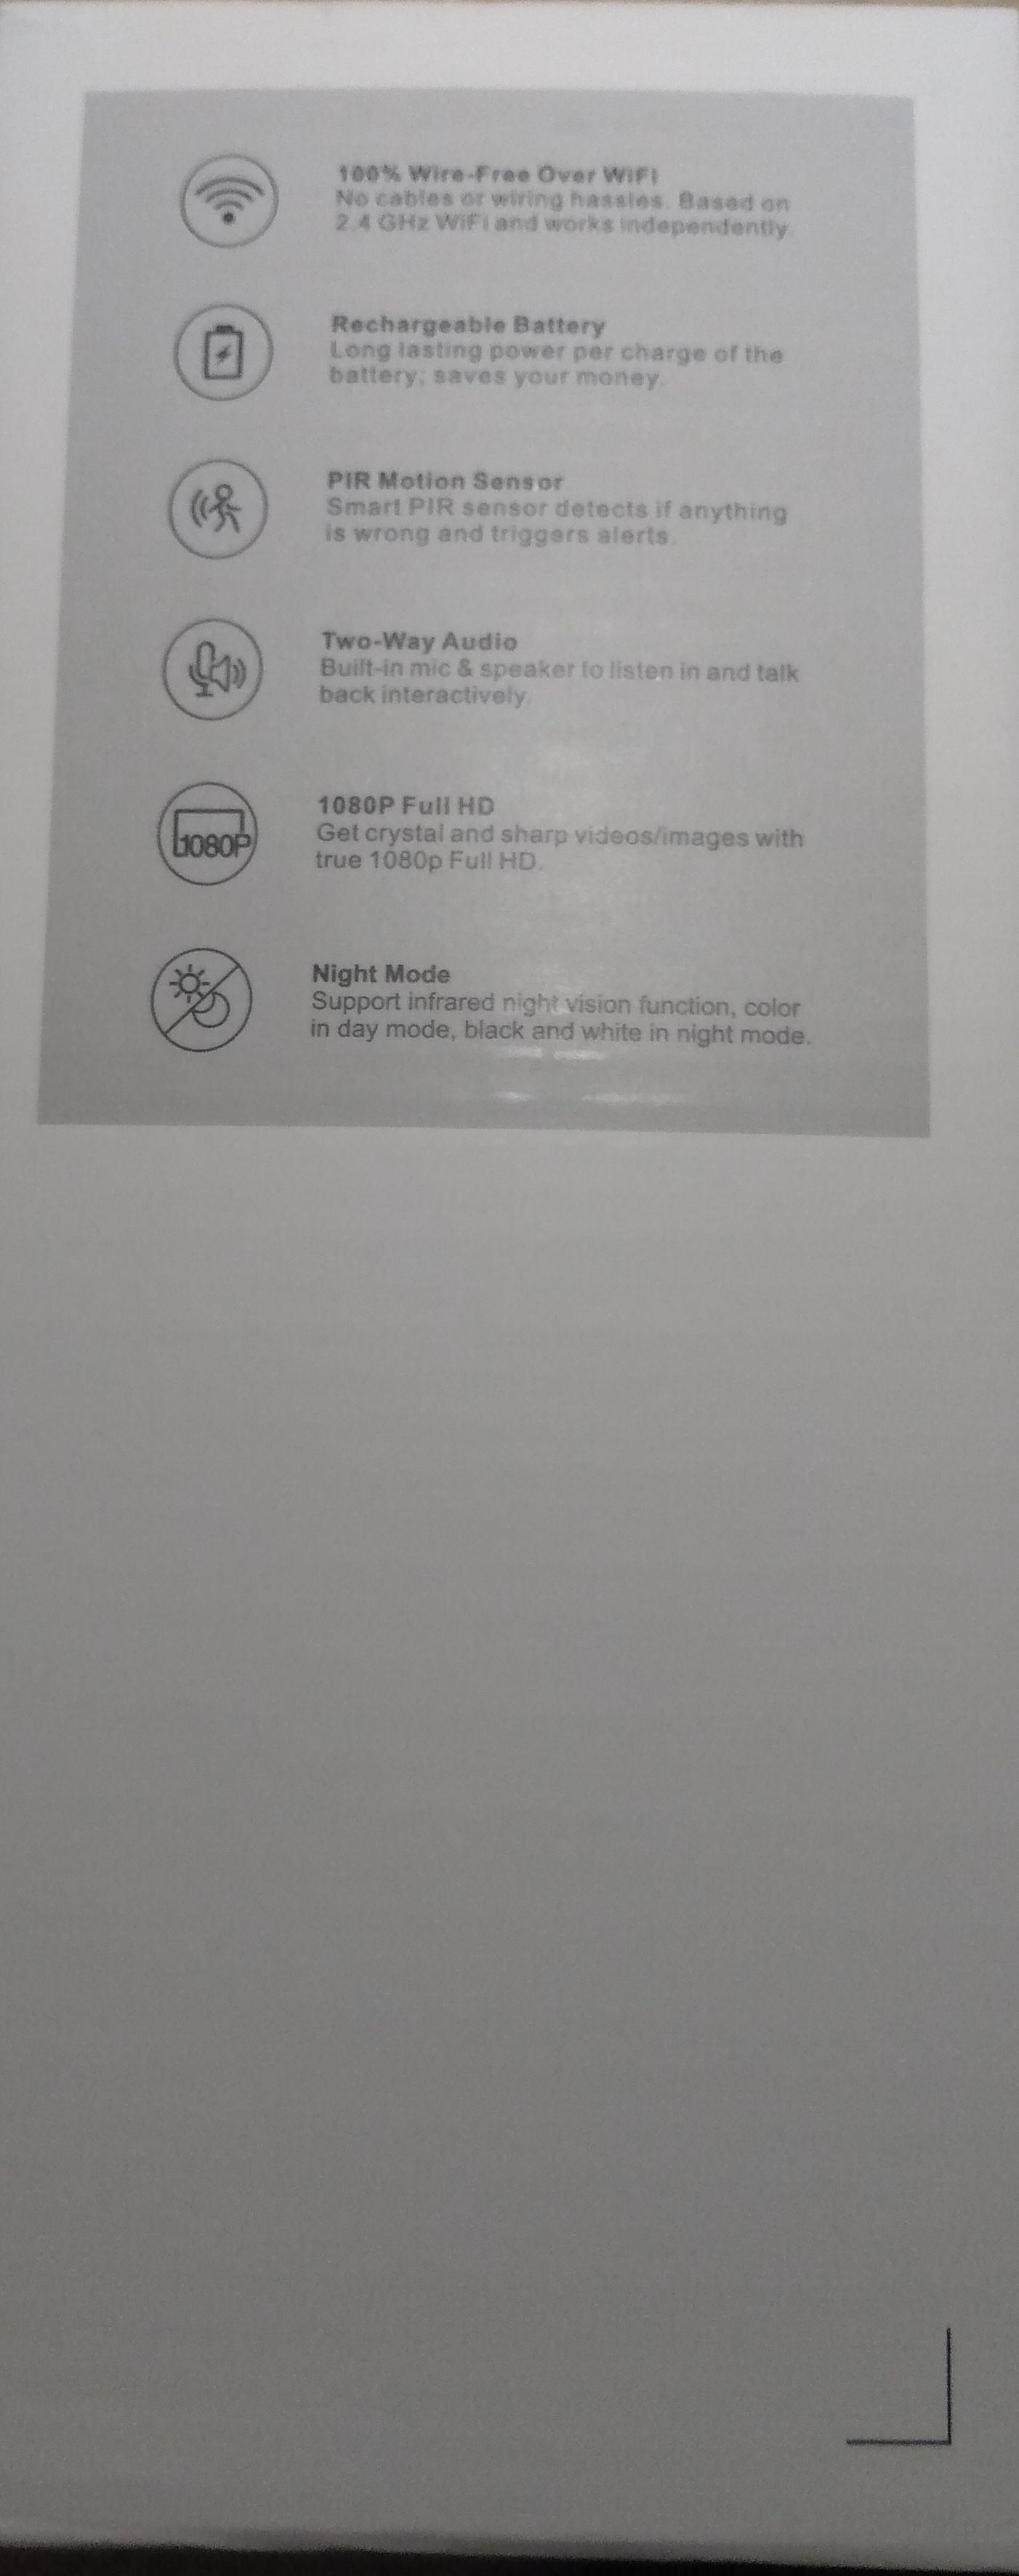 100% Wire-Free Over WiFi
No cables or wiring hassles. Based on
2.4 GHz WiFi and works independently.
Rechargeable Battery
Long lasting power per charge of the
battery; saves your money.
PIR Motion Sensor
Smart PIR sensor detects if anything
is wrong and triggers alerts.
Two-Way Audio
Built-in mic & speaker to listen in and talk
back interactively.
1080P
1080P Full HD
Get crystal and sharp videos/images with
true 1080p Full HD.
Night Mode
Support infrared night vision function, color
in day mode, black and white in night mode.